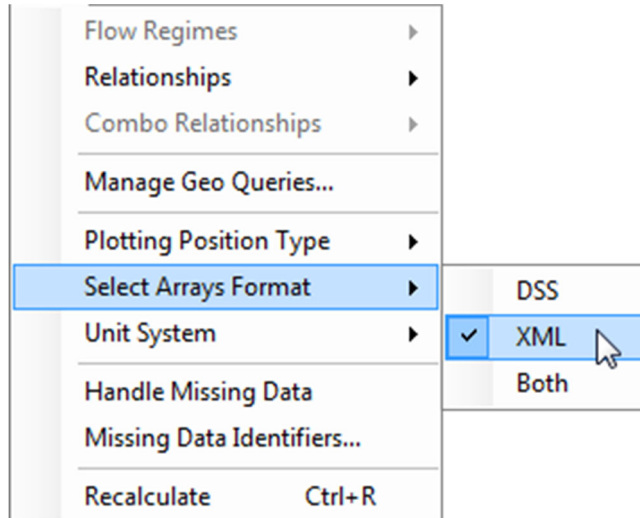 Flow Regimes
Relationships
Combo Relationships
Manage Geo Queries...
Plotting Position Type
Select Arrays Format
Unit System
Handle Missing Data
Missing Data Identifiers...
Recalculate Ctrl+R
DSS
XML
Both